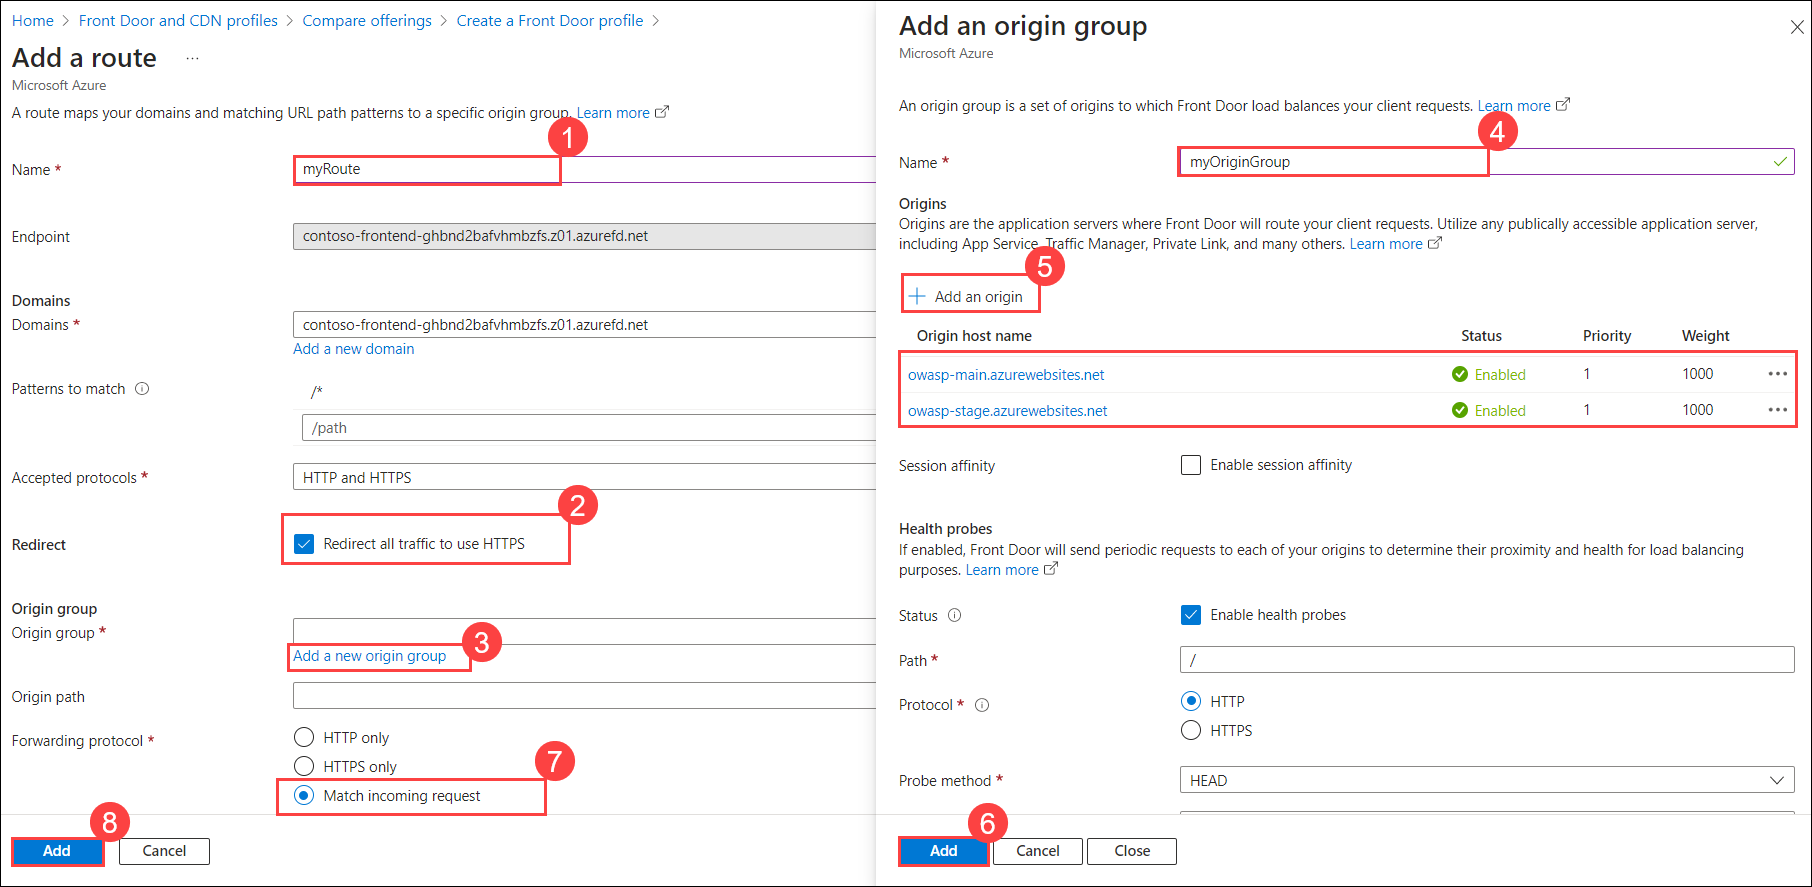 Home > Front Door and CDN profiles > Compare offerings > Create a Front Door profile >
Add a route ...
Microsoft Azure
A route maps your domains and matching URL path patterns to a specific origin group. Learn more
1
Name * myRoute
Endpoint contoso-frontend-ghbnd2bafvhmbzfs.z01.azurefd.net
Domains
Domains * contoso-frontend-ghbnd2bafvhmbzfs.z01.azurefd.net
Add a new domain
Patterns to match /*
/path
Accepted protocols * HTTP and HTTPS
2
Redirect Redirect all traffic to use HTTPS
Origin group
Origin group *
3
Add a new origin group
Origin path
Forwarding protocol * HTTP only
HTTPS only
7
Match incoming request
8
Add Cancel
Add an origin group
Microsoft Azure
An origin group is a set of origins to which Front Door load balances your client requests. Learn more
4
Name * myOriginGroup
Origins
Origins are the application servers where Front Door will route your client requests. Utilize any publically accessible application server,
including App Service, Traffic Manager, Private Link, and many others. Learn more
5
+ Add an origin
Origin host name Status Priority Weight
owasp-main.azurewebsites.net Enabled 1 1000 ...
owasp-stage.azurewebsites.net Enabled 1 1000 ...
Session affinity Enable session affinity
Health probes
If enabled, Front Door will send periodic requests to each of your origins to determine their proximity and health for load balancing
purposes. Learn more
Status Enable health probes
Path * /
Protocol * HTTP
HTTPS
Probe method * HEAD
6
Add Cancel Close